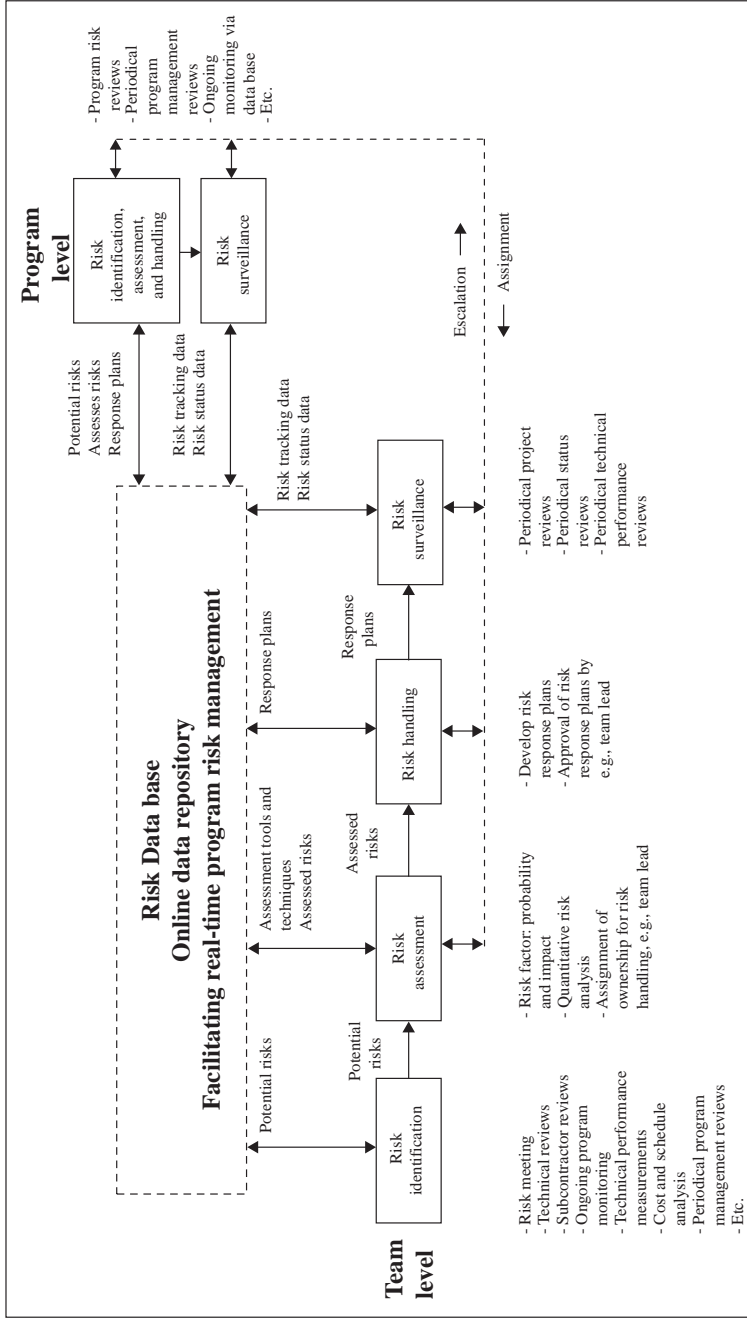 Program
level
Risk Data base
Online data repository
Facilitating real-time program risk management
Potential risks
Assesses risks
Response plans
Risk tracking data
Risk status data
Risk
identification,
assessment,
and handling
Risk
surveillance
- Program risk
reviews
- Periodical
program
management
reviews
- Ongoing
monitoring via
data base
- Etc.
Potential risks
Assessment tools and
techniques
Assessed risks
Response plans
Risk tracking data
Risk status data
Team
level
Risk
identification
Potential
risks
Risk
assessment
Assessed
risks
Risk handling
Response
plans
Risk
surveillance
Escalation
Assignment
- Risk meeting
- Technical reviews
- Subcontractor reviews
- Ongoing program
monitoring
- Technical performance
measurements
- Cost and schedule
analysis
- Periodical program
management reviews
- Etc.
- Risk factor: probability
and impact
- Quantitative risk
analysis
- Assignment of
ownership for risk
handling, e.g., team lead
- Develop risk
response plans
- Approval of risk
response plans by
e.g., team lead
- Periodical project
reviews
- Periodical status
reviews
- Periodical technical
performance
reviews